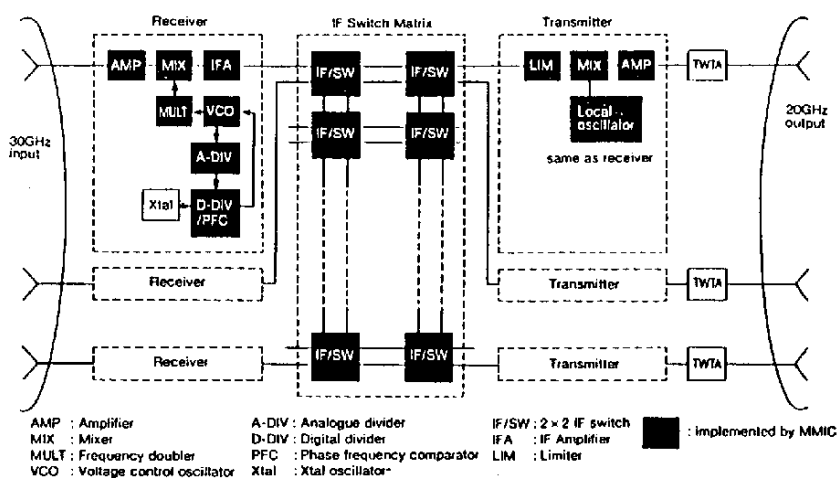 Receiver
IF Switch Matrix
Transmitter
AMP
MIX
IFA
IF/SW
IF/SW
LIM
MIX
AMP
TWTA
MULT
VCO
Local
oscillator
30GHz
input
20GHz
output
IF/SW
IF/SW
A-DIV
same as receiver
Xtal
D-DIV
/PFC
Receiver
Transmitter
TWTA
Receiver
IF/SW
IF/SW
Transmitter
TWTA
AMP : Amplifier
MIX : Mixer
MULT : Frequency doubler
VCO : Voltage control oscillator
A-DIV : Analogue divider
D-DIV : Digital divider
PFC : Phase frequency comparator
Xtal : Xtal oscillator
IF/SW : 2 × 2 IF switch
IFA : IF Amplifier
LIM : Limiter
: implemented by MMIC